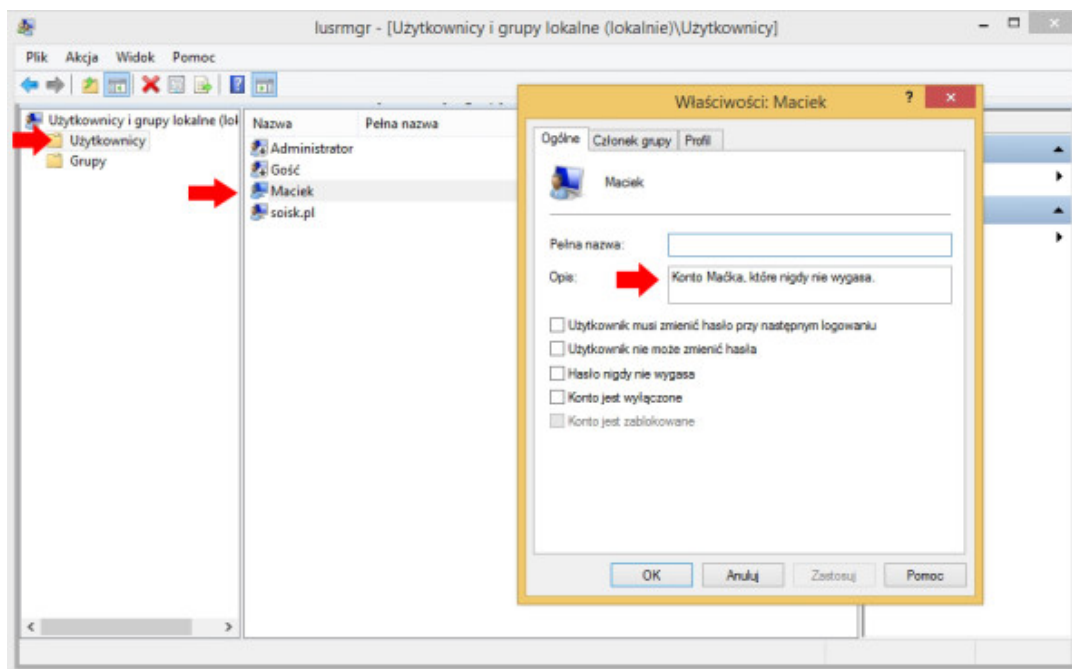 lusrmgr - [Użytkownicy i grupy lokalne (lokalnie)\Użytkownicy]
Plik Akcja Widok Pomoc
Użytkownicy i grupy lokalne (lol
Użytkownicy
Grupy
Nazwa Pełna nazwa
Administrator
Gość
Maciek
soisk.pl
Właściwości: Maciek
Ogólne Członek grupy Profil
Maciek
Pełna nazwa:
Opis: Konto Maćka, które nigdy nie wygasa.
Użytkownik musi zmienić hasło przy następnym logowaniu
Użytkownik nie może zmienić hasła
Hasło nigdy nie wygasa
Konto jest wyłączone
Konto jest zablokowane
OK Anuluj Zastosuj Pomoc